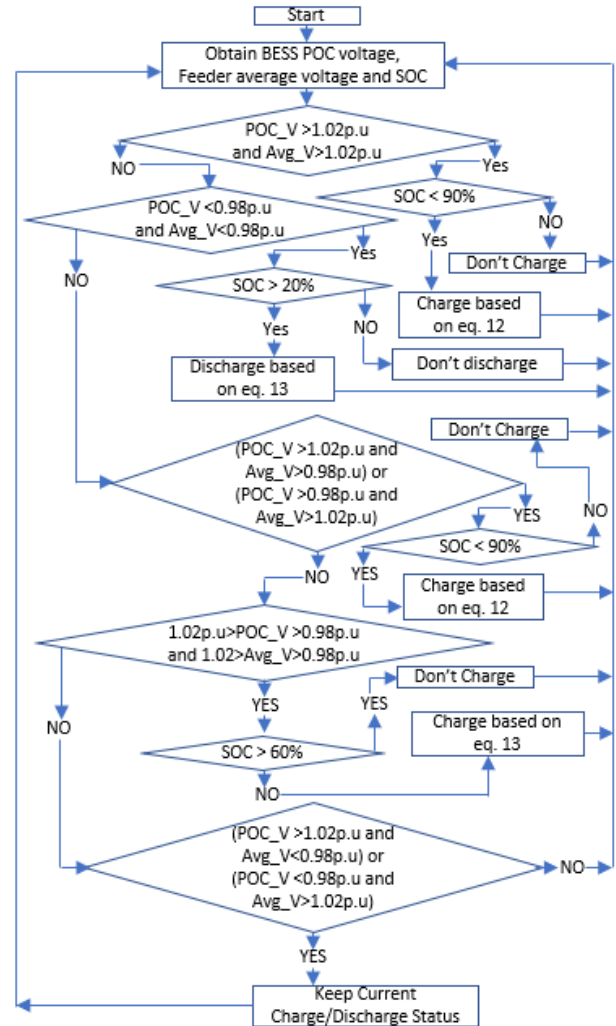 Start
Obtain BESS POC voltage,
Feeder average voltage and SOC
POC_V >1.02p.u
and Avg_V>1.02p.u
NO
Yes
POC_V <0.98p.u
and Avg_V<0.98p.u
SOC < 90%
NO
Yes
Don't Charge
NO
Yes
SOC > 20%
Charge based
on eq. 12
Yes
NO
Discharge based
on eq. 13
Don't discharge
(POC_V >1.02p.u and
Avg_V>0.98p.u) or
(POC_V >0.98p.u and
Avg_V>1.02p.u)
Don't Charge
NO
YES
SOC < 90%
NO
YES
Charge based
on eq. 12
1.02p.u>POC_V >0.98p.u
and 1.02>Avg_V>0.98p.u
Don't Charge
YES
YES
NO
SOC > 60%
Charge based on
eq. 13
NO
(POC_V >1.02p.u and
Avg_V<0.98p.u) or
(POC_V <0.98p.u and
Avg_V>1.02p.u)
NO
YES
Keep Current
Charge/Discharge Status